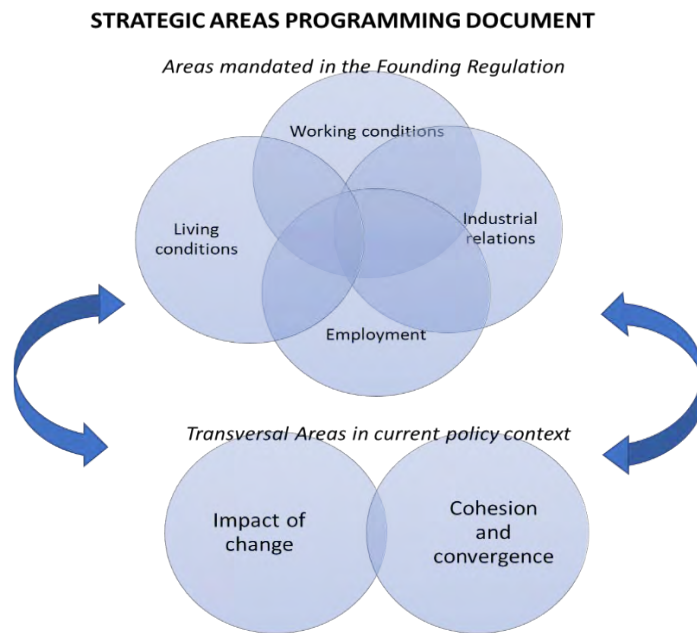 STRATEGIC AREAS PROGRAMMING DOCUMENT
Areas mandated in the Founding Regulation
Working conditions
Living
conditions
Industrial
relations
Employment
Transversal Areas in current policy context
Impact of
change
Cohesion
and
convergence